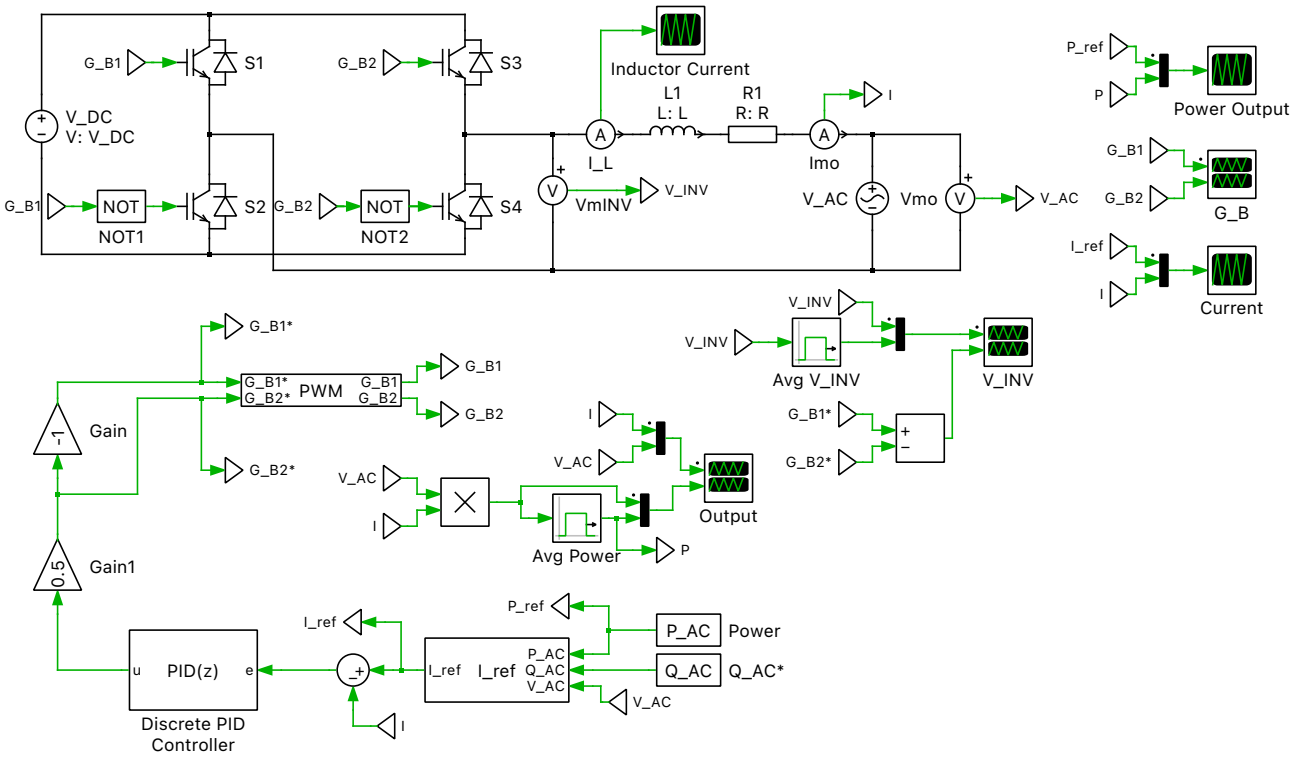 P_ref
P
Power Output
G_B1
S1
G_B2
S3
Inductor Current
L1
L: L
R1
R: R
I
V_DC
V: V_DC
A
I_L
A
Imo
G_B1
G_B2
G_B
G_B1
NOT
NOT1
S2
G_B2
NOT
NOT2
S4
V
VmINV
V_INV
V_AC
Vmo
V
V_AC
I_ref
I
Current
G_B1*
V_INV
V_INV
Avg V_INV
V_INV
G_B1*
G_B2*
PWM
G_B1
G_B2
G_B1
G_B2
-1
Gain
G_B2*
I
V_AC
G_B1*
G_B2*
+
−
V_AC
I
×
Avg Power
Output
P
0.5
Gain1
P_ref
P_AC
Power
I_ref
I_ref
I_ref
P_AC
Q_AC
V_AC
Q_AC
Q_AC*
V_AC
u
PID(z)
e
Discrete PID
Controller
I